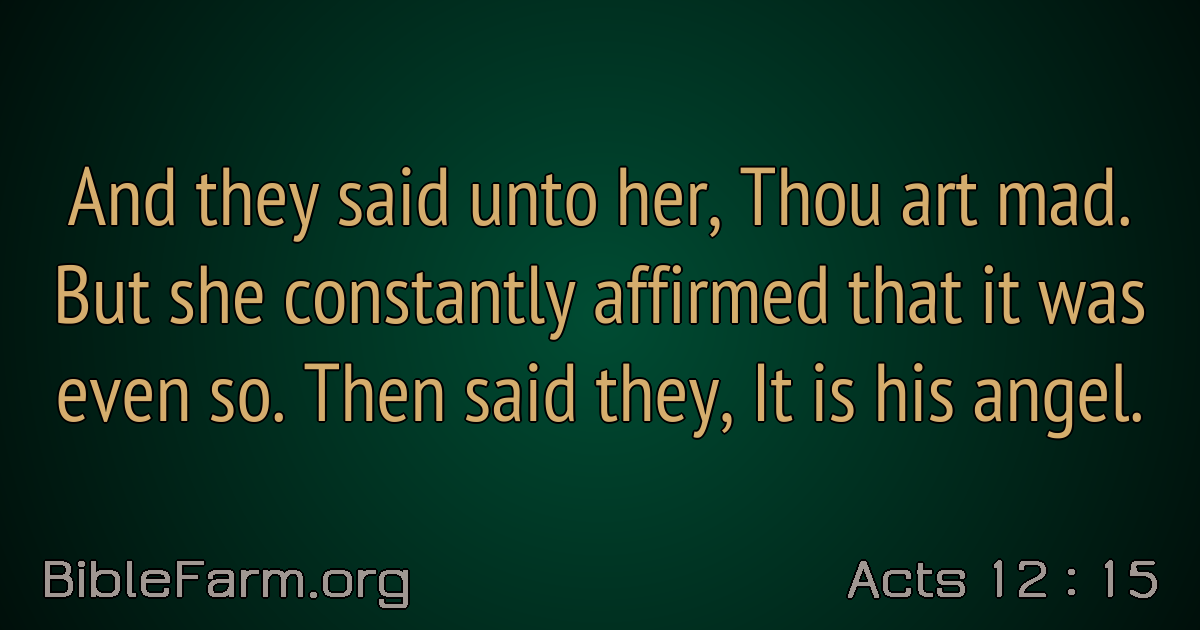 And they said unto her, Thou art mad.
But she constantly affirmed that it was
even so. Then said they, It is his angel.
BibleFarm.org
Acts 12 : 15